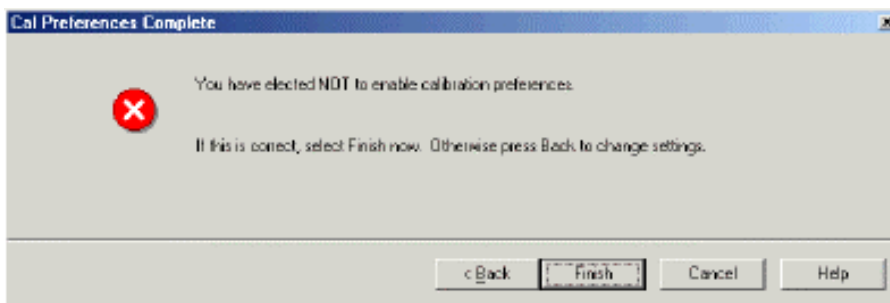 Cal Preferences Complete
You have elected NOT to enable calibration preferences.
If this is correct, select Finish now. Otherwise press Back to change settings.
< Back
Finish
Cancel
Help